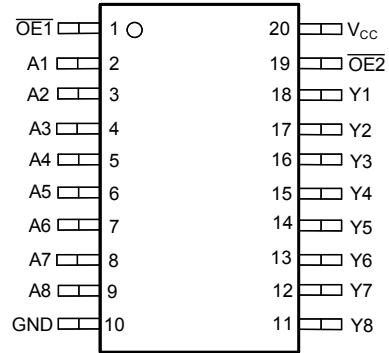 O̅E̅1̅ 1 20 VCC
A1 2 19 O̅E̅2̅
A2 3 18 Y1
A3 4 17 Y2
A4 5 16 Y3
A5 6 15 Y4
A6 7 14 Y5
A7 8 13 Y6
A8 9 12 Y7
GND 10 11 Y8